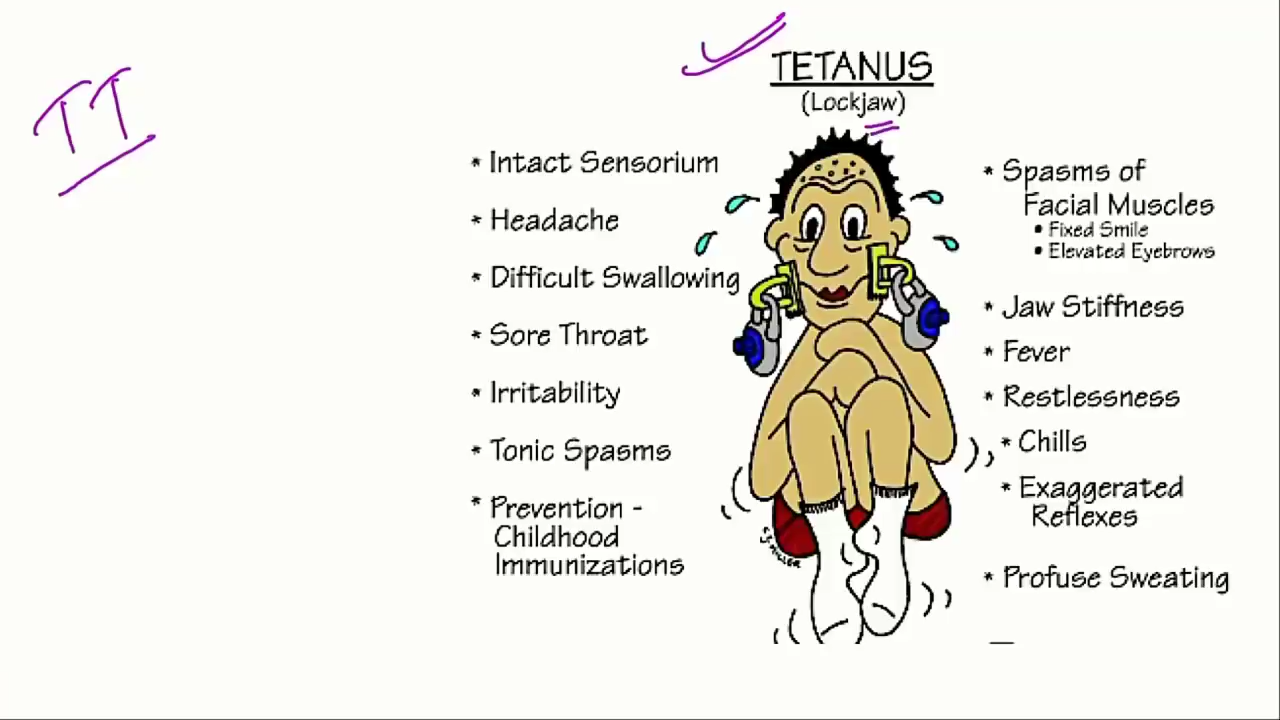 TT
TETANUS
(Lockjaw)
* Intact Sensorium
* Headache
* Difficult Swallowing
* Sore Throat
* Irritability
* Tonic Spasms
* Prevention -
Childhood
Immunizations
* Spasms of
Facial Muscles
• Fixed Smile
• Elevated Eyebrows
* Jaw Stiffness
* Fever
* Restlessness
* Chills
* Exaggerated
Reflexes
* Profuse Sweating
S.J. MILLER